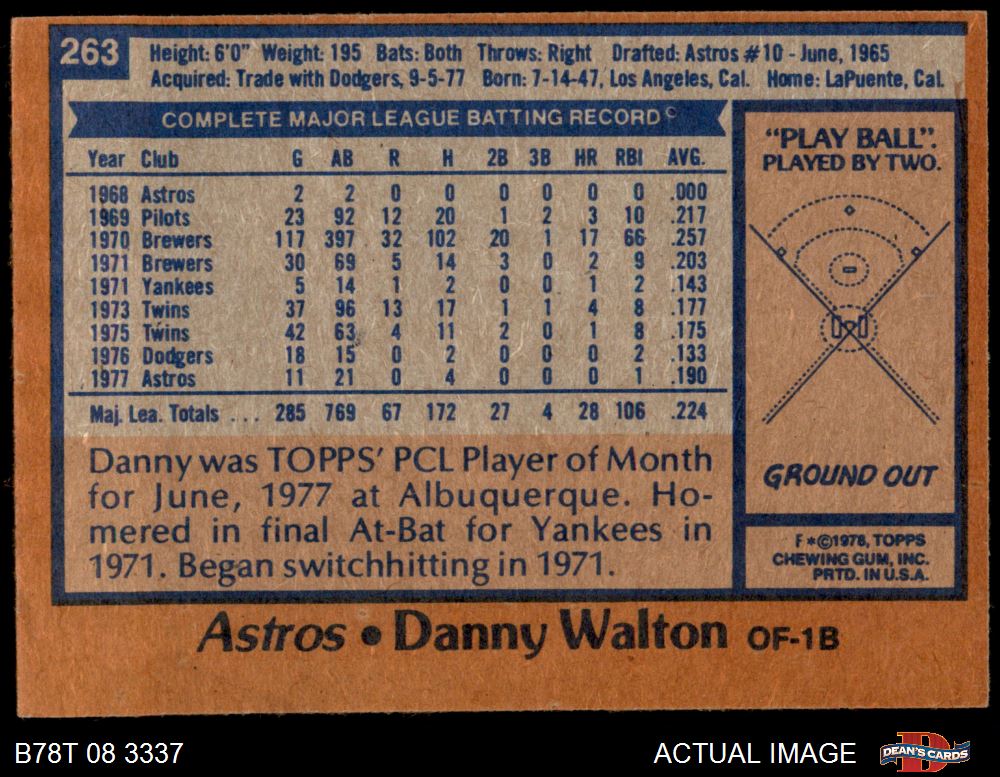 263
Height: 6'0" Weight: 195 Bats: Both Throws: Right Drafted: Astros #10 - June, 1965
Acquired: Trade with Dodgers, 9-5-77 Born: 7-14-47, Los Angeles, Cal. Home: LaPuente, Cal.
COMPLETE MAJOR LEAGUE BATTING RECORD©
Year Club G AB R H 2B 3B HR RBI AVG.
1968 Astros 2 2 0 0 0 0 0 0 .000
1969 Pilots 23 92 12 20 1 2 3 10 .217
1970 Brewers 117 397 32 102 20 1 17 66 .257
1971 Brewers 30 69 5 14 3 0 2 9 .203
1971 Yankees 5 14 1 2 0 0 1 2 .143
1973 Twins 37 96 13 17 1 1 4 8 .177
1975 Twins 42 63 4 11 2 0 1 8 .175
1976 Dodgers 18 15 0 2 0 0 0 2 .133
1977 Astros 11 21 0 4 0 0 0 1 .190
Maj. Lea. Totals ... 285 769 67 172 27 4 28 106 .224
Danny was TOPPS' PCL Player of Month
for June, 1977 at Albuquerque. Ho-
mered in final At-Bat for Yankees in
1971. Began switchhitting in 1971.
"PLAY BALL".
PLAYED BY TWO.
GROUND OUT
F *©1978, TOPPS
CHEWING GUM, INC.
PRTD. IN U.S.A.
Astros • Danny Walton OF-1B
B78T 08 3337
ACTUAL IMAGE
D
DEAN'S CARDS